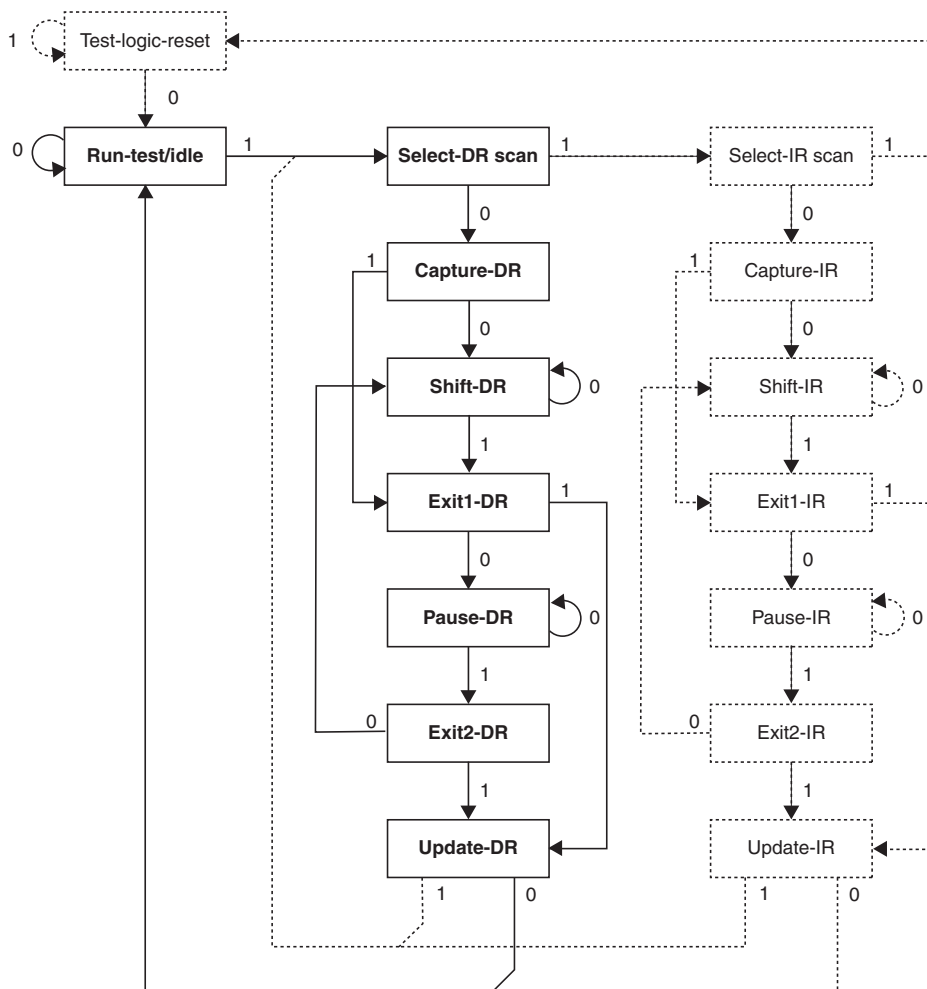 Test-logic-reset
1
0
0
Run-test/idle
1
Select-DR scan
1
Select-IR scan
1
0
0
1
Capture-DR
1
Capture-IR
0
0
Shift-DR
0
Shift-IR
0
1
1
Exit1-DR
1
Exit1-IR
1
0
0
Pause-DR
0
Pause-IR
0
1
1
0
Exit2-DR
0
Exit2-IR
1
1
Update-DR
Update-IR
1
0
1
0